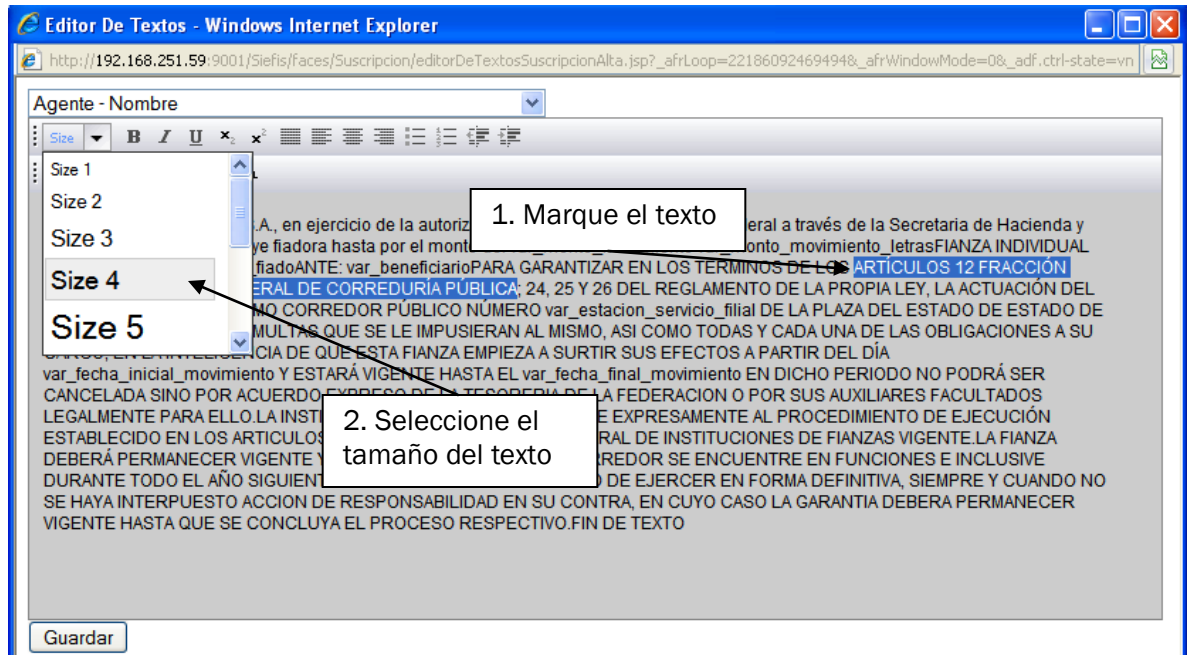 Editor De Textos - Windows Internet Explorer
http://192.168.251.59:9001/Siefis/faces/Suscripcion/editorDeTextosSuscripcionAlta.jsp?_afrLoop=221860924694494&_afrWindowMode=0&_adf.ctrl-state=vn
Agente - Nombre
Size B I U x2 x2
Size 1
Size 2
Size 3
Size 4
Size 5
1. Marque el texto
.A., en ejercicio de la eral a través de la Secretaria de Hacienda y
ye fiadora hasta por el onto_movimiento_letrasFIANZA INDIVIDUAL
_fiadoANTE: var_beneficiarioPARA GARANTIZAR EN LOS TERMINOS DE LOS ARTÍCULOS 12 FRACCIÓN
ERAL DE CORREDURÍA PÚBLICA; 24, 25 Y 26 DEL REGLAMENTO DE LA PROPIA LEY, LA ACTUACIÓN DEL
MO CORREDOR PÚBLICO NÚMERO var_estacion_servicio_filial DE LA PLAZA DEL ESTADO DE ESTADO DE
MULTAS QUE SE LE IMPUSIERAN AL MISMO, ASI COMO TODAS Y CADA UNA DE LAS OBLIGACIONES A SU
DE QUE ESTA FIANZA EMPIEZA A SURTIR SUS EFECTOS A PARTIR DEL DÍA
var_fecha_inicial_movimiento Y ESTARÁ VIGENTE HASTA EL var_fecha_final_movimiento EN DICHO PERIODO NO PODRÁ SER
CANCELADA SINO POR ACUERDO EXPRESO DE LA TESORERIA DE LA FEDERACION O POR SUS AUXILIARES FACULTADOS
LEGALMENTE PARA ELLO.LA E EXPRESAMENTE AL PROCEDIMIENTO DE EJECUCIÓN
ESTABLECIDO EN LOS ARTICULOS RAL DE INSTITUCIONES DE FIANZAS VIGENTE.LA FIANZA
DEBERÁ PERMANECER VIGENTE RREDOR SE ENCUENTRE EN FUNCIONES E INCLUSIVE
DURANTE TODO EL AÑO DE EJERCER EN FORMA DEFINITIVA, SIEMPRE Y CUANDO NO
SE HAYA INTERPUESTO ACCION DE RESPONSABILIDAD EN SU CONTRA, EN CUYO CASO LA GARANTIA DEBERA PERMANECER
VIGENTE HASTA QUE SE CONCLUYA EL PROCESO RESPECTIVO.FIN DE TEXTO
2. Seleccione el
tamaño del texto
Guardar